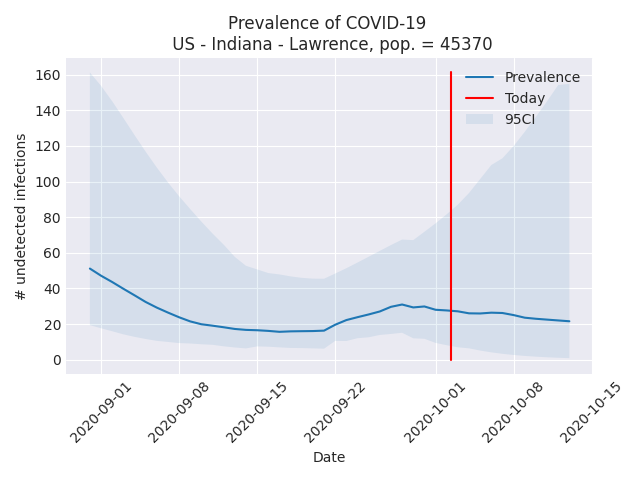 Prevalence of COVID-19
US - Indiana - Lawrence, pop. = 45370
Prevalence
Today
95CI
# undetected infections
160
140
120
100
80
60
40
20
0
2020-09-01
2020-09-08
2020-09-15
2020-09-22
2020-10-01
2020-10-08
2020-10-15
Date